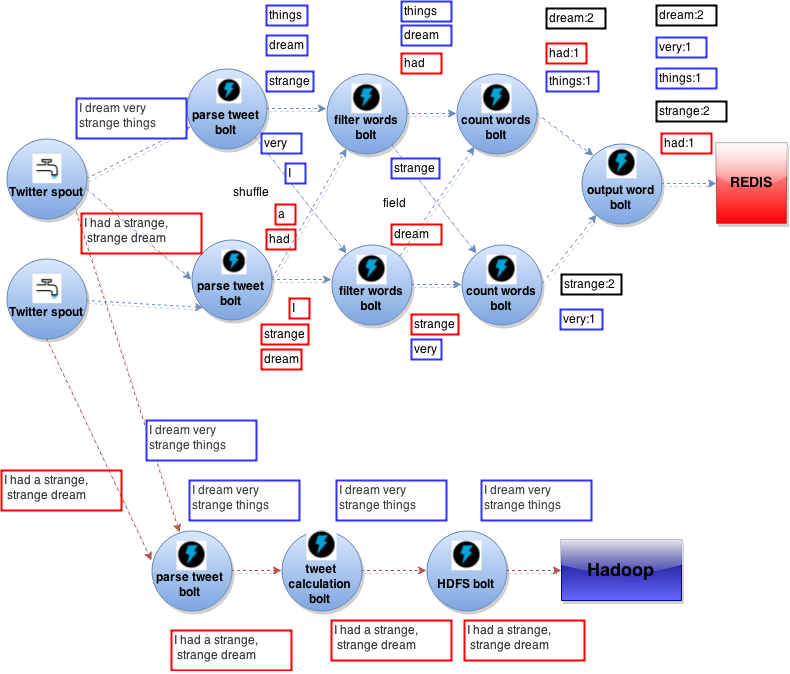 things
dream
strange
things
dream
had
dream:2
had:1
things:1
dream:2
very:1
things:1
strange:2
had:1
I dream very
strange things
parse tweet
bolt
filter words
bolt
count words
bolt
very
I
strange
Twitter spout
shuffle
field
output word
bolt
REDIS
a
had
dream
I had a strange,
strange dream
Twitter spout
parse tweet
bolt
filter words
bolt
count words
bolt
strange:2
very:1
I
strange
dream
strange
very
I dream very
strange things
I had a strange,
strange dream
I dream very
strange things
I dream very
strange things
I dream very
strange things
parse tweet
bolt
tweet
calculation
bolt
HDFS bolt
Hadoop
I had a strange,
strange dream
I had a strange,
strange dream
I had a strange,
strange dream